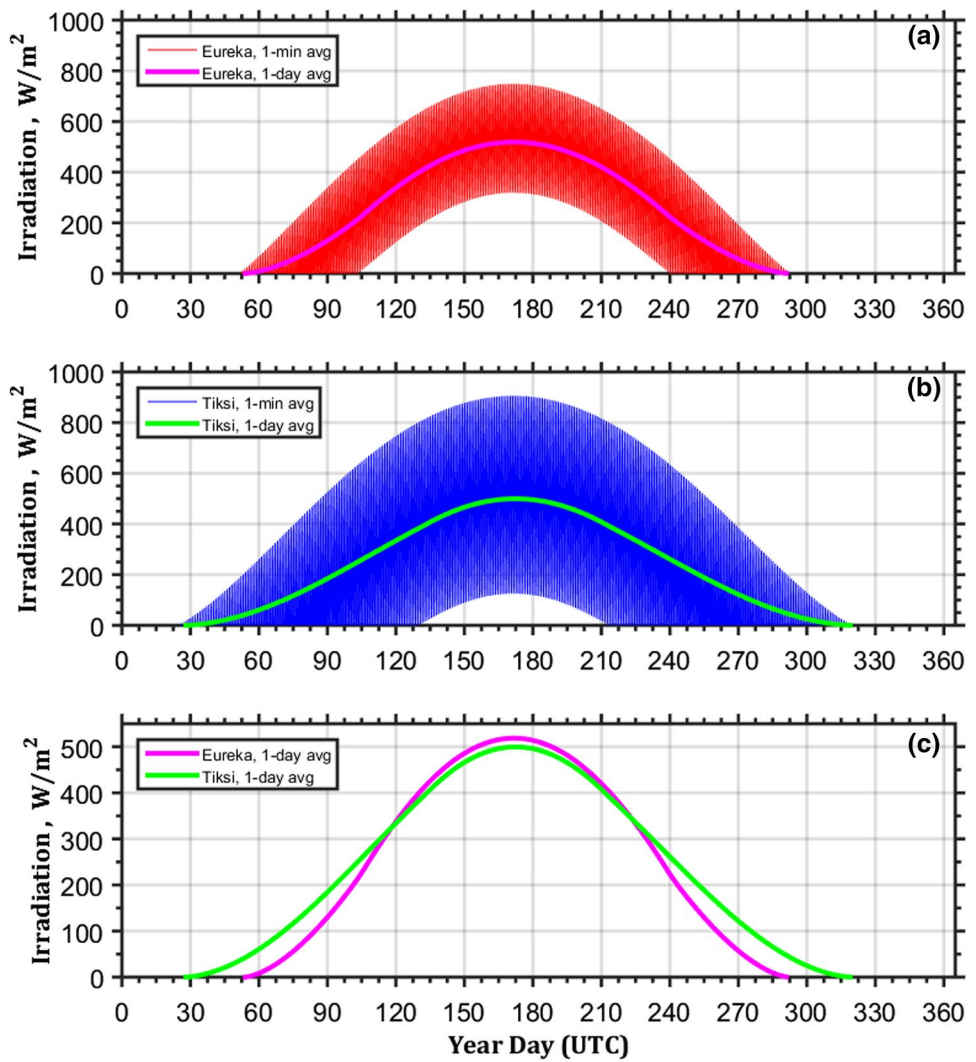 (a)
Eureka, 1-min avg
Eureka, 1-day avg
Irradiation , W/m²
1000
800
600
400
200
0
0 30 60 90 120 150 180 210 240 270 300 330 360
(b)
Tiksi, 1-min avg
Tiksi, 1-day avg
Irradiation , W/m²
1000
800
600
400
200
0
0 30 60 90 120 150 180 210 240 270 300 330 360
(c)
Eureka, 1-day avg
Tiksi, 1-day avg
Irradiation , W/m²
500
400
300
200
100
0
0 30 60 90 120 150 180 210 240 270 300 330 360
Year Day (UTC)